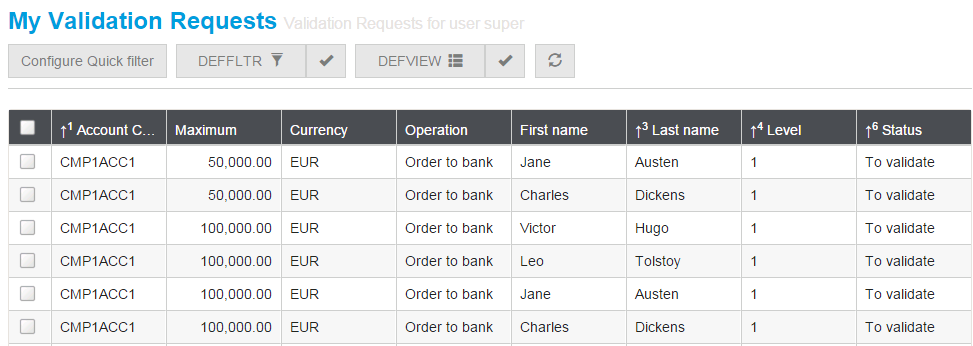 My Validation Requests Validation Requests for user super
Configure Quick filter DEFFLTR DEFVIEW
↑1 Account C... Maximum Currency Operation First name ↑3 Last name ↑4 Level ↑6 Status
CMP1ACC1 50,000.00 EUR Order to bank Jane Austen 1 To validate
CMP1ACC1 50,000.00 EUR Order to bank Charles Dickens 1 To validate
CMP1ACC1 100,000.00 EUR Order to bank Victor Hugo 1 To validate
CMP1ACC1 100,000.00 EUR Order to bank Leo Tolstoy 1 To validate
CMP1ACC1 100,000.00 EUR Order to bank Jane Austen 1 To validate
CMP1ACC1 100,000.00 EUR Order to bank Charles Dickens 1 To validate